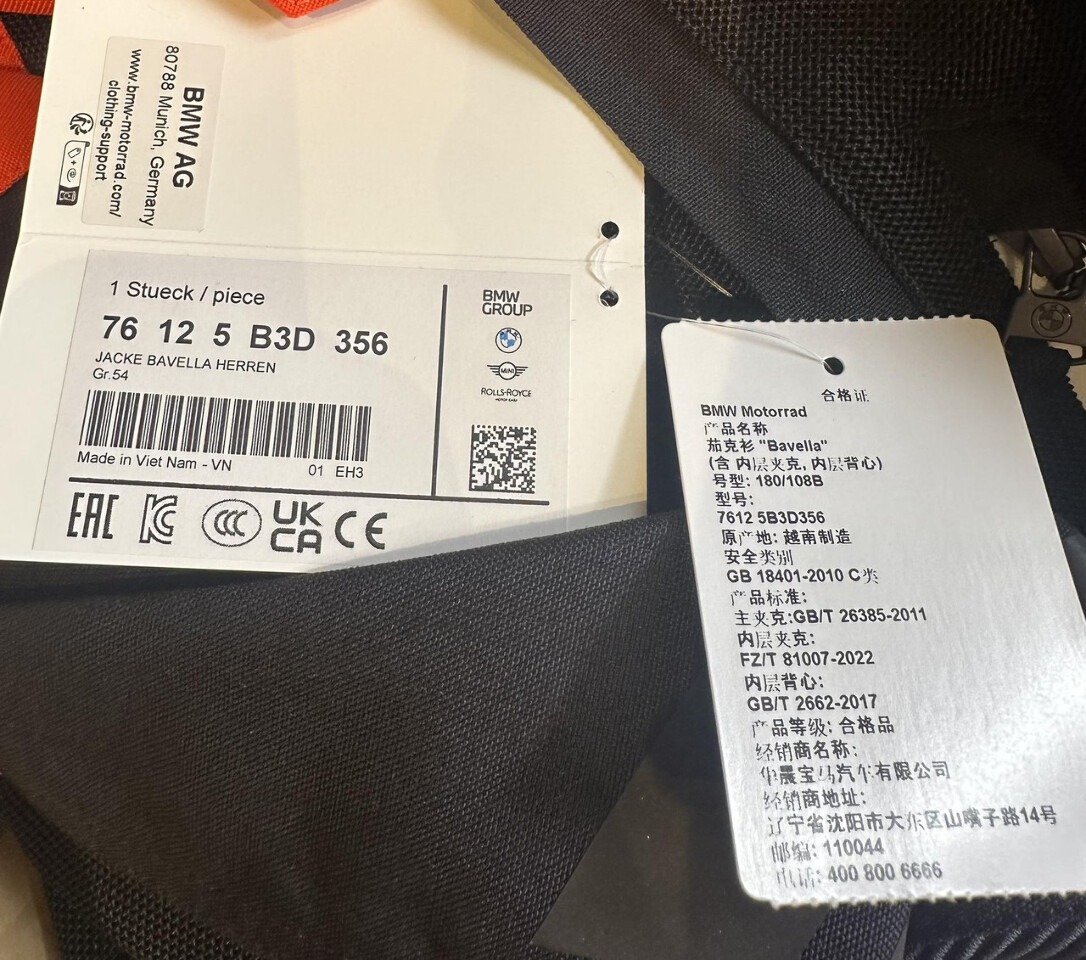 BMW AG
80788 Munich, Germany
www.bmw-motorrad.com/
clothing-support
1 Stueck / piece
76 12 5 B3D 356
JACKE BAVELLA HERREN
Gr.54
Made in Viet Nam - VN 01 EH3
BMW
GROUP
MINI
ROLLS-ROYCE
EAC
CCC
UK
CA
CE
合格证
BMW Motorrad
产品名称
茄克衫 "Bavella"
(含 内层夹克, 内层背心)
号型: 180/108B
型号:
7612 5B3D356
原产地: 越南制造
安全类别
GB 18401-2010 C类
产品标准:
主夹克:GB/T 26385-2011
内层夹克:
FZ/T 81007-2022
内层背心:
GB/T 2662-2017
产品等级: 合格品
经销商名称:
华晨宝马汽车有限公司
经销商地址:
辽宁省沈阳市大东区山嘴子路14号
邮编: 110044
电话: 400 800 6666